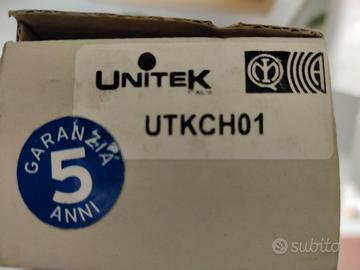 UNITEK
ITALY
UTKCH01
GARANZIA
5
ANNI
subito